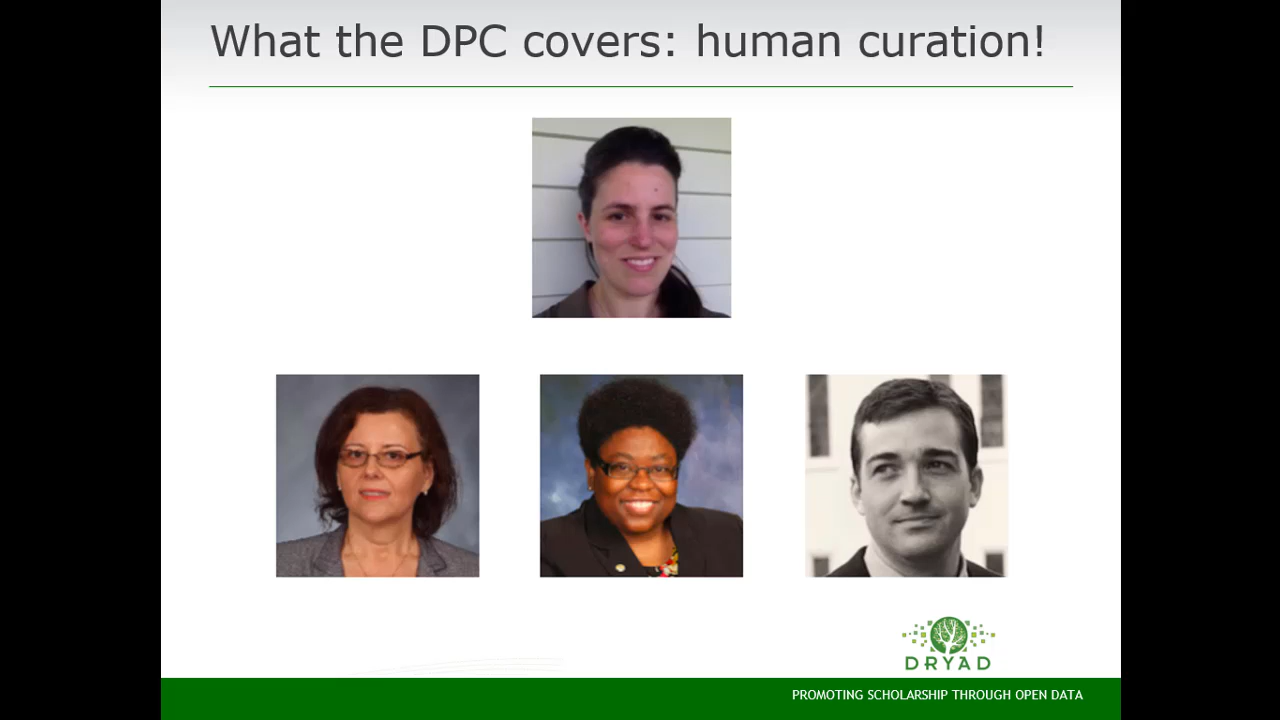 What the DPC covers: human curation!
DRYAD
PROMOTING SCHOLARSHIP THROUGH OPEN DATA